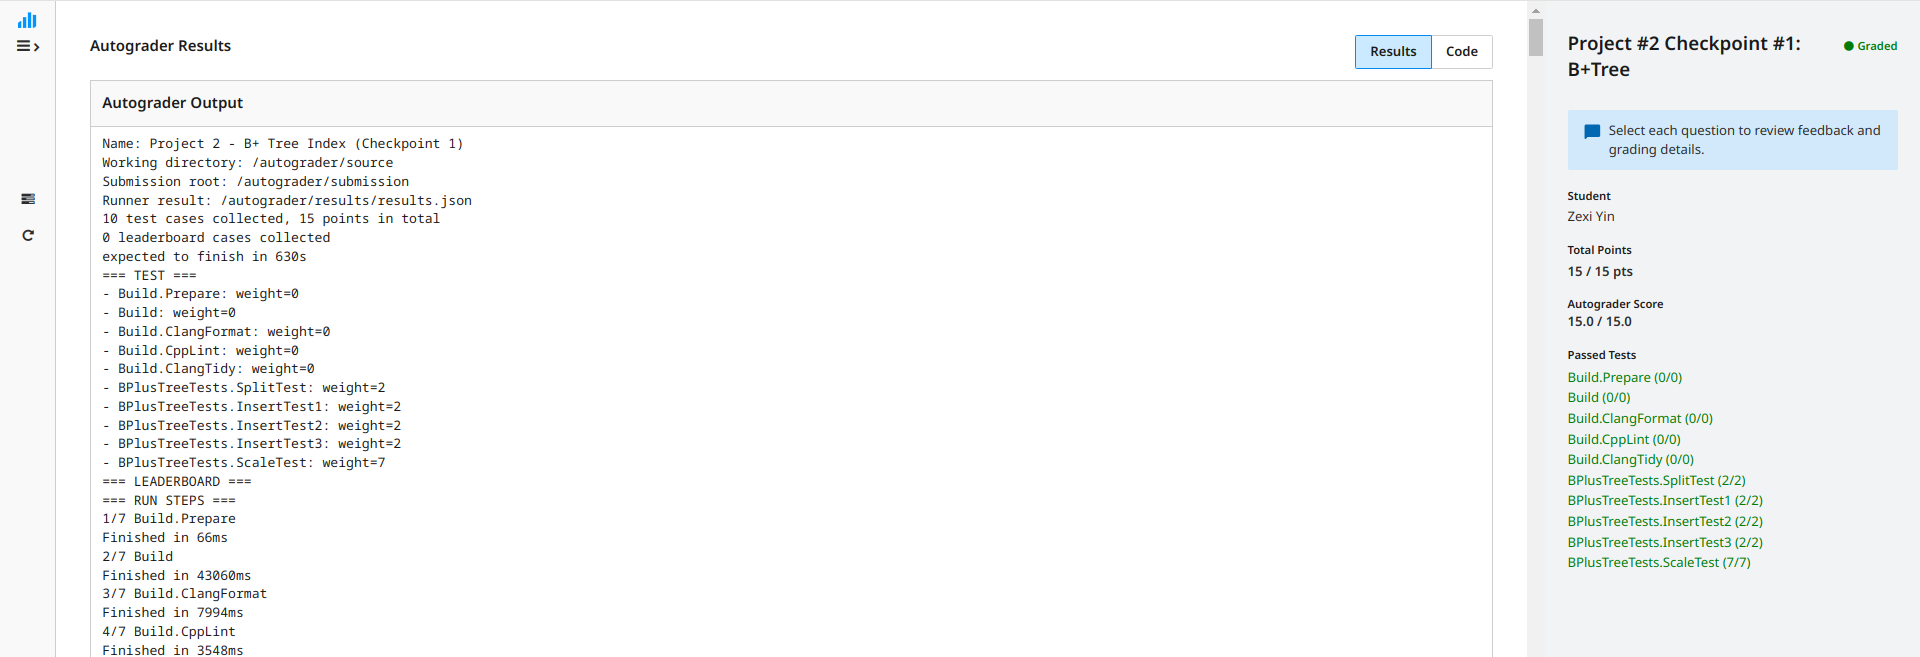 Autograder Results
Results
Code
Autograder Output
Name: Project 2 - B+ Tree Index (Checkpoint 1)
Working directory: /autograder/source
Submission root: /autograder/submission
Runner result: /autograder/results/results.json
10 test cases collected, 15 points in total
0 leaderboard cases collected
expected to finish in 630s
=== TEST ===
- Build.Prepare: weight=0
- Build: weight=0
- Build.ClangFormat: weight=0
- Build.CppLint: weight=0
- Build.ClangTidy: weight=0
- BPlusTreeTests.SplitTest: weight=2
- BPlusTreeTests.InsertTest1: weight=2
- BPlusTreeTests.InsertTest2: weight=2
- BPlusTreeTests.InsertTest3: weight=2
- BPlusTreeTests.ScaleTest: weight=7
=== LEADERBOARD ===
=== RUN STEPS ===
1/7 Build.Prepare
Finished in 66ms
2/7 Build
Finished in 43060ms
3/7 Build.ClangFormat
Finished in 7994ms
4/7 Build.CppLint
Finished in 3548ms
Project #2 Checkpoint #1:
B+Tree
Graded
Select each question to review feedback and
grading details.
Student
Zexi Yin
Total Points
15 / 15 pts
Autograder Score
15.0 / 15.0
Passed Tests
Build.Prepare (0/0)
Build (0/0)
Build.ClangFormat (0/0)
Build.CppLint (0/0)
Build.ClangTidy (0/0)
BPlusTreeTests.SplitTest (2/2)
BPlusTreeTests.InsertTest1 (2/2)
BPlusTreeTests.InsertTest2 (2/2)
BPlusTreeTests.InsertTest3 (2/2)
BPlusTreeTests.ScaleTest (7/7)